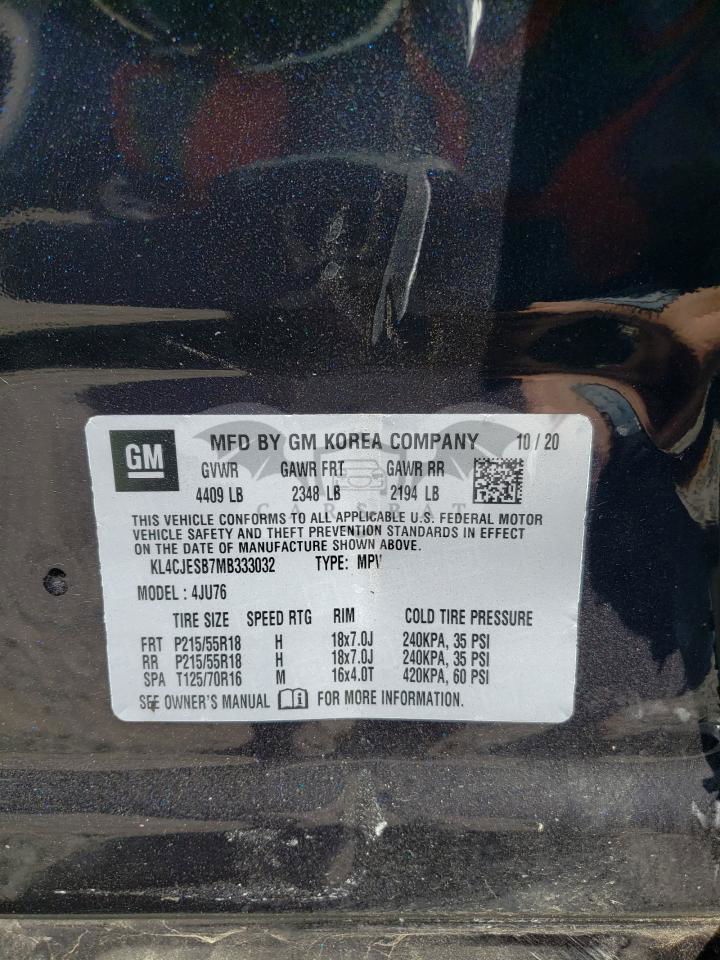 GM
MFD BY GM KOREA COMPANY 10 / 20
GVWR GAWR FRT GAWR RR
4409 LB 2348 LB 2194 LB
CARSRAT
THIS VEHICLE CONFORMS TO ALL APPLICABLE U.S. FEDERAL MOTOR
VEHICLE SAFETY AND THEFT PREVENTION STANDARDS IN EFFECT
ON THE DATE OF MANUFACTURE SHOWN ABOVE.
KL4CJESB7MB333032 TYPE: MPV
MODEL : 4JU76
TIRE SIZE SPEED RTG RIM COLD TIRE PRESSURE
FRT P215/55R18 H 18x7.0J 240KPA, 35 PSI
RR P215/55R18 H 18x7.0J 240KPA, 35 PSI
SPA T125/70R16 M 16x4.0T 420KPA, 60 PSI
SEE OWNER'S MANUAL FOR MORE INFORMATION.